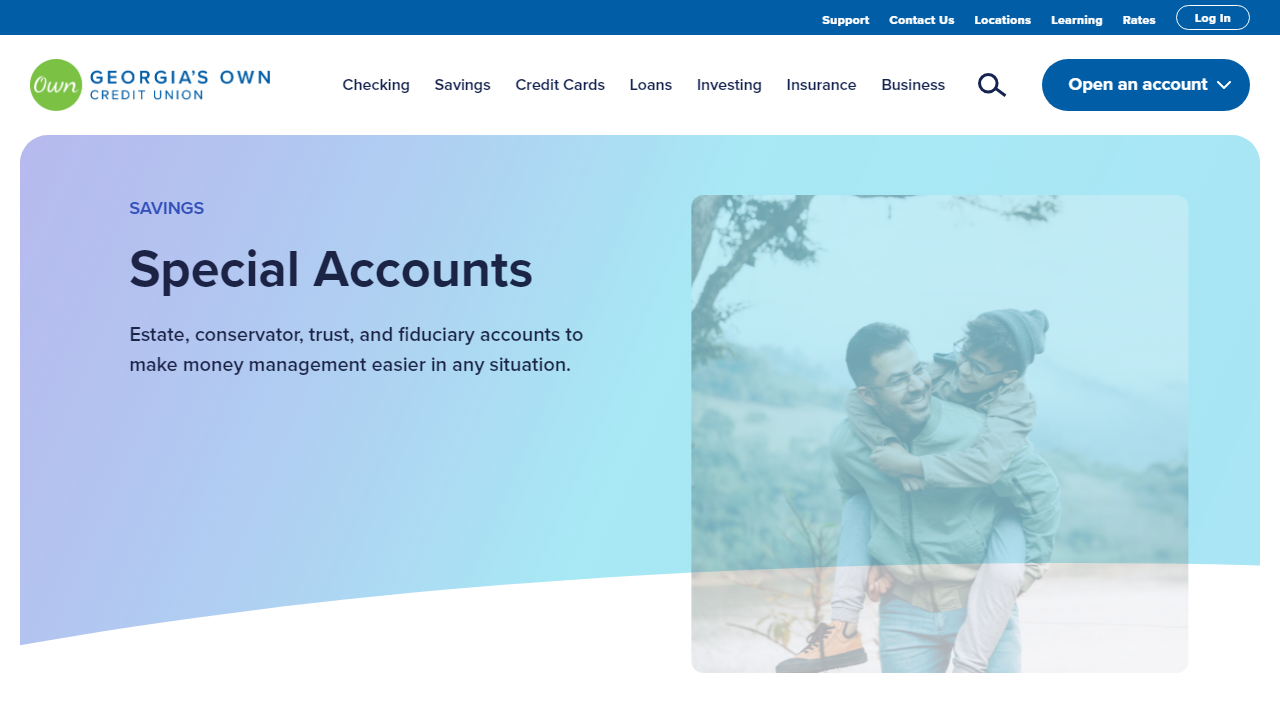 Support Contact Us Locations Learning Rates Log In
Own GEORGIA'S OWN
CREDIT UNION
Checking Savings Credit Cards Loans Investing Insurance Business Open an account
SAVINGS
Special Accounts
Estate, conservator, trust, and fiduciary accounts to
make money management easier in any situation.